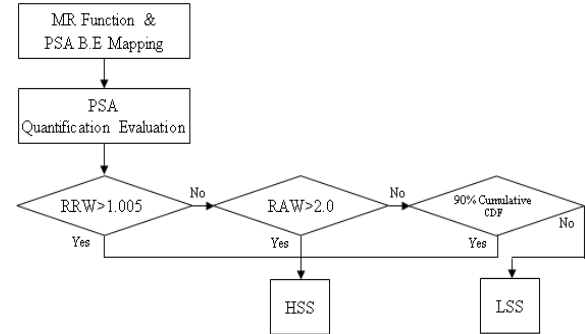 MR Function &
PSA B.E Mapping
PSA
Quantification Evaluation
RRW>1.005
No
RAW>2.0
No
90% Cumulative
CDF
No
Yes
Yes
Yes
HSS
LSS